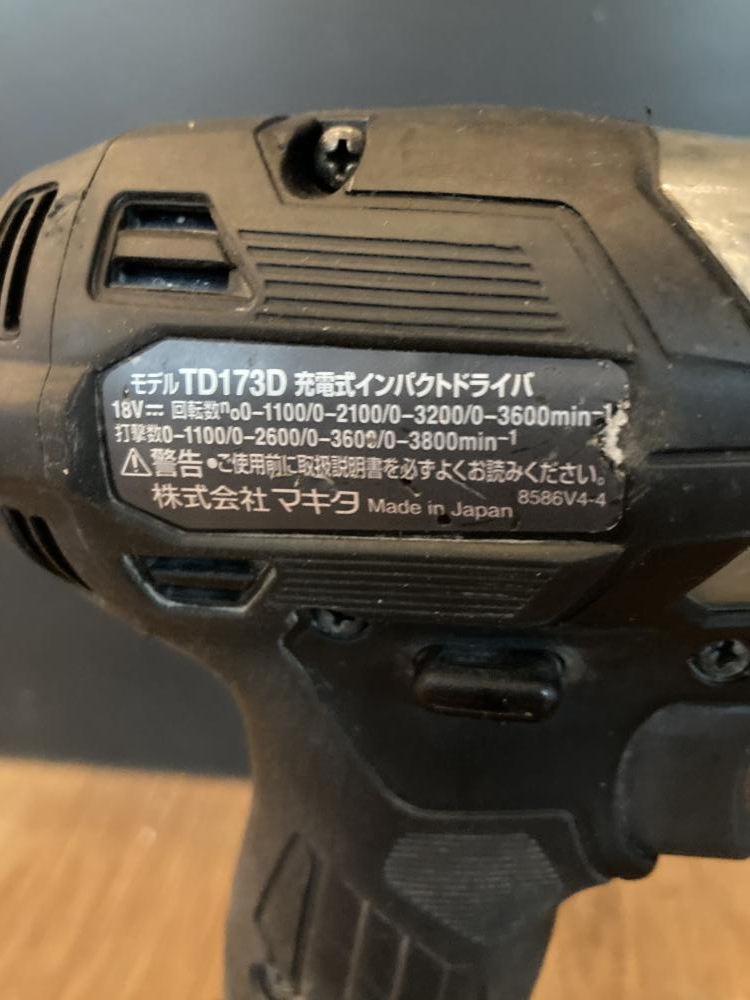 モデルTD173D 充電式インパクトドライバ
18V⎓ 回転数n₀0-1100/0-2100/0-3200/0-3600min⁻¹
打撃数0-1100/0-2600/0-3600/0-3800min⁻¹
⚠警告 •ご使用前に取扱説明書を必ずよくお読みください。
株式会社マキタ Made in Japan 8586V4-4